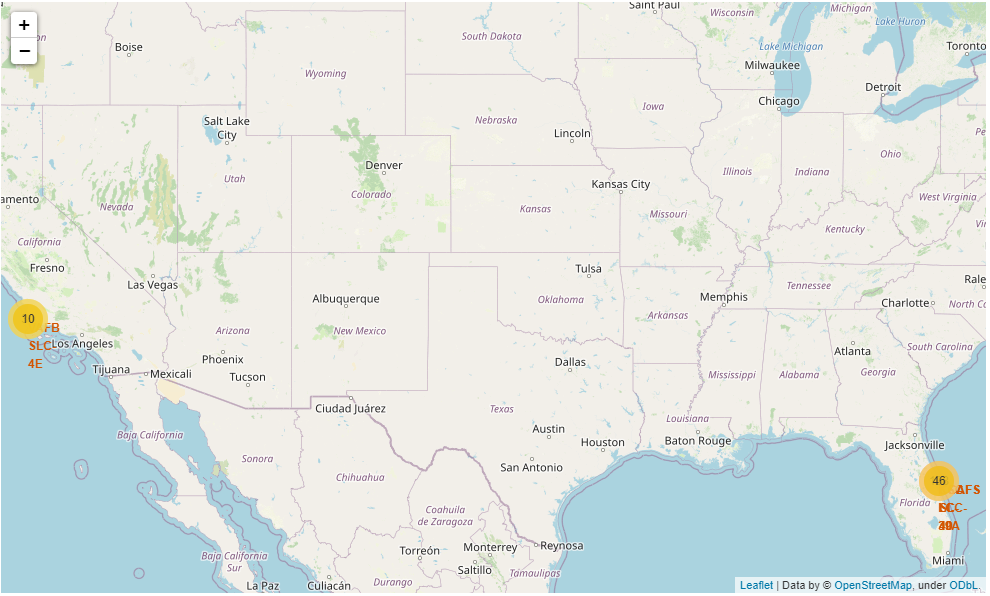 +
−
Saint Paul
Wisconsin
Michigan
Lake Huron
Boise
South Dakota
Lake Michigan
Toronto
Milwaukee
Wyoming
Detroit
Chicago
Iowa
Nebraska
Salt Lake
City
Lincoln
Ohio
Denver
Illinois
Indiana
Utah
Kansas City
Colorado
West Virginia
Nevada
Kansas
Missouri
Kentucky
California
Fresno
Tulsa
Las Vegas
Tennessee
Albuquerque
Oklahoma
Memphis
Charlotte
10
FB
Arizona
New Mexico
Arkansas
SLC-
Los Angeles
South Carolina
Atlanta
4E
Phoenix
Dallas
Tijuana
Mexicali
Tucson
Mississippi
Alabama
Georgia
Ciudad Juárez
Texas
Louisiana
Austin
Baja California
Houston
Baton Rouge
Jacksonville
Sonora
San Antonio
Chihuahua
46
AFS
Florida
Coahuila
de Zaragoza
Reynosa
Torreón
Monterrey
Baja California
Sur
Miami
Saltillo
Tamaulipas
La Paz
Culiacán
Durango
Leaflet | Data by © OpenStreetMap, under ODbL.